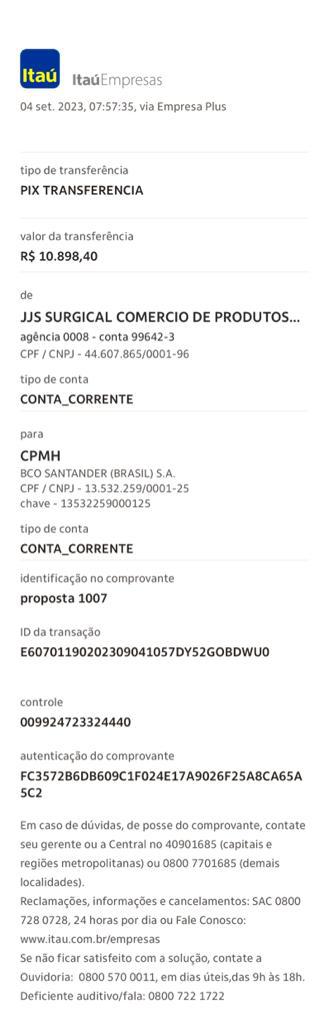 Itaú
ItaúEmpresas
04 set. 2023, 07:57:35, via Empresa Plus
tipo de transferência
PIX TRANSFERENCIA
valor da transferência
R$ 10.898,40
de
JJS SURGICAL COMERCIO DE PRODUTOS...
agência 0008 - conta 99642-3
CPF / CNPJ - 44.607.865/0001-96
tipo de conta
CONTA_CORRENTE
para
CPMH
BCO SANTANDER (BRASIL) S.A.
CPF / CNPJ - 13.532.259/0001-25
chave - 13532259000125
tipo de conta
CONTA_CORRENTE
identificação no comprovante
proposta 1007
ID da transação
E60701190202309041057DY52GOBDWU0
controle
009924723324440
autenticação do comprovante
FC3572B6DB609C1F024E17A9026F25A8CA65A
5C2
Em caso de dúvidas, de posse do comprovante, contate
seu gerente ou a Central no 40901685 (capitais e
regiões metropolitanas) ou 0800 7701685 (demais
localidades).
Reclamações, informações e cancelamentos: SAC 0800
728 0728, 24 horas por dia ou Fale Conosco:
www.itau.com.br/empresas
Se não ficar satisfeito com a solução, contate a
Ouvidoria: 0800 570 0011, em dias úteis,das 9h às 18h.
Deficiente auditivo/fala: 0800 722 1722